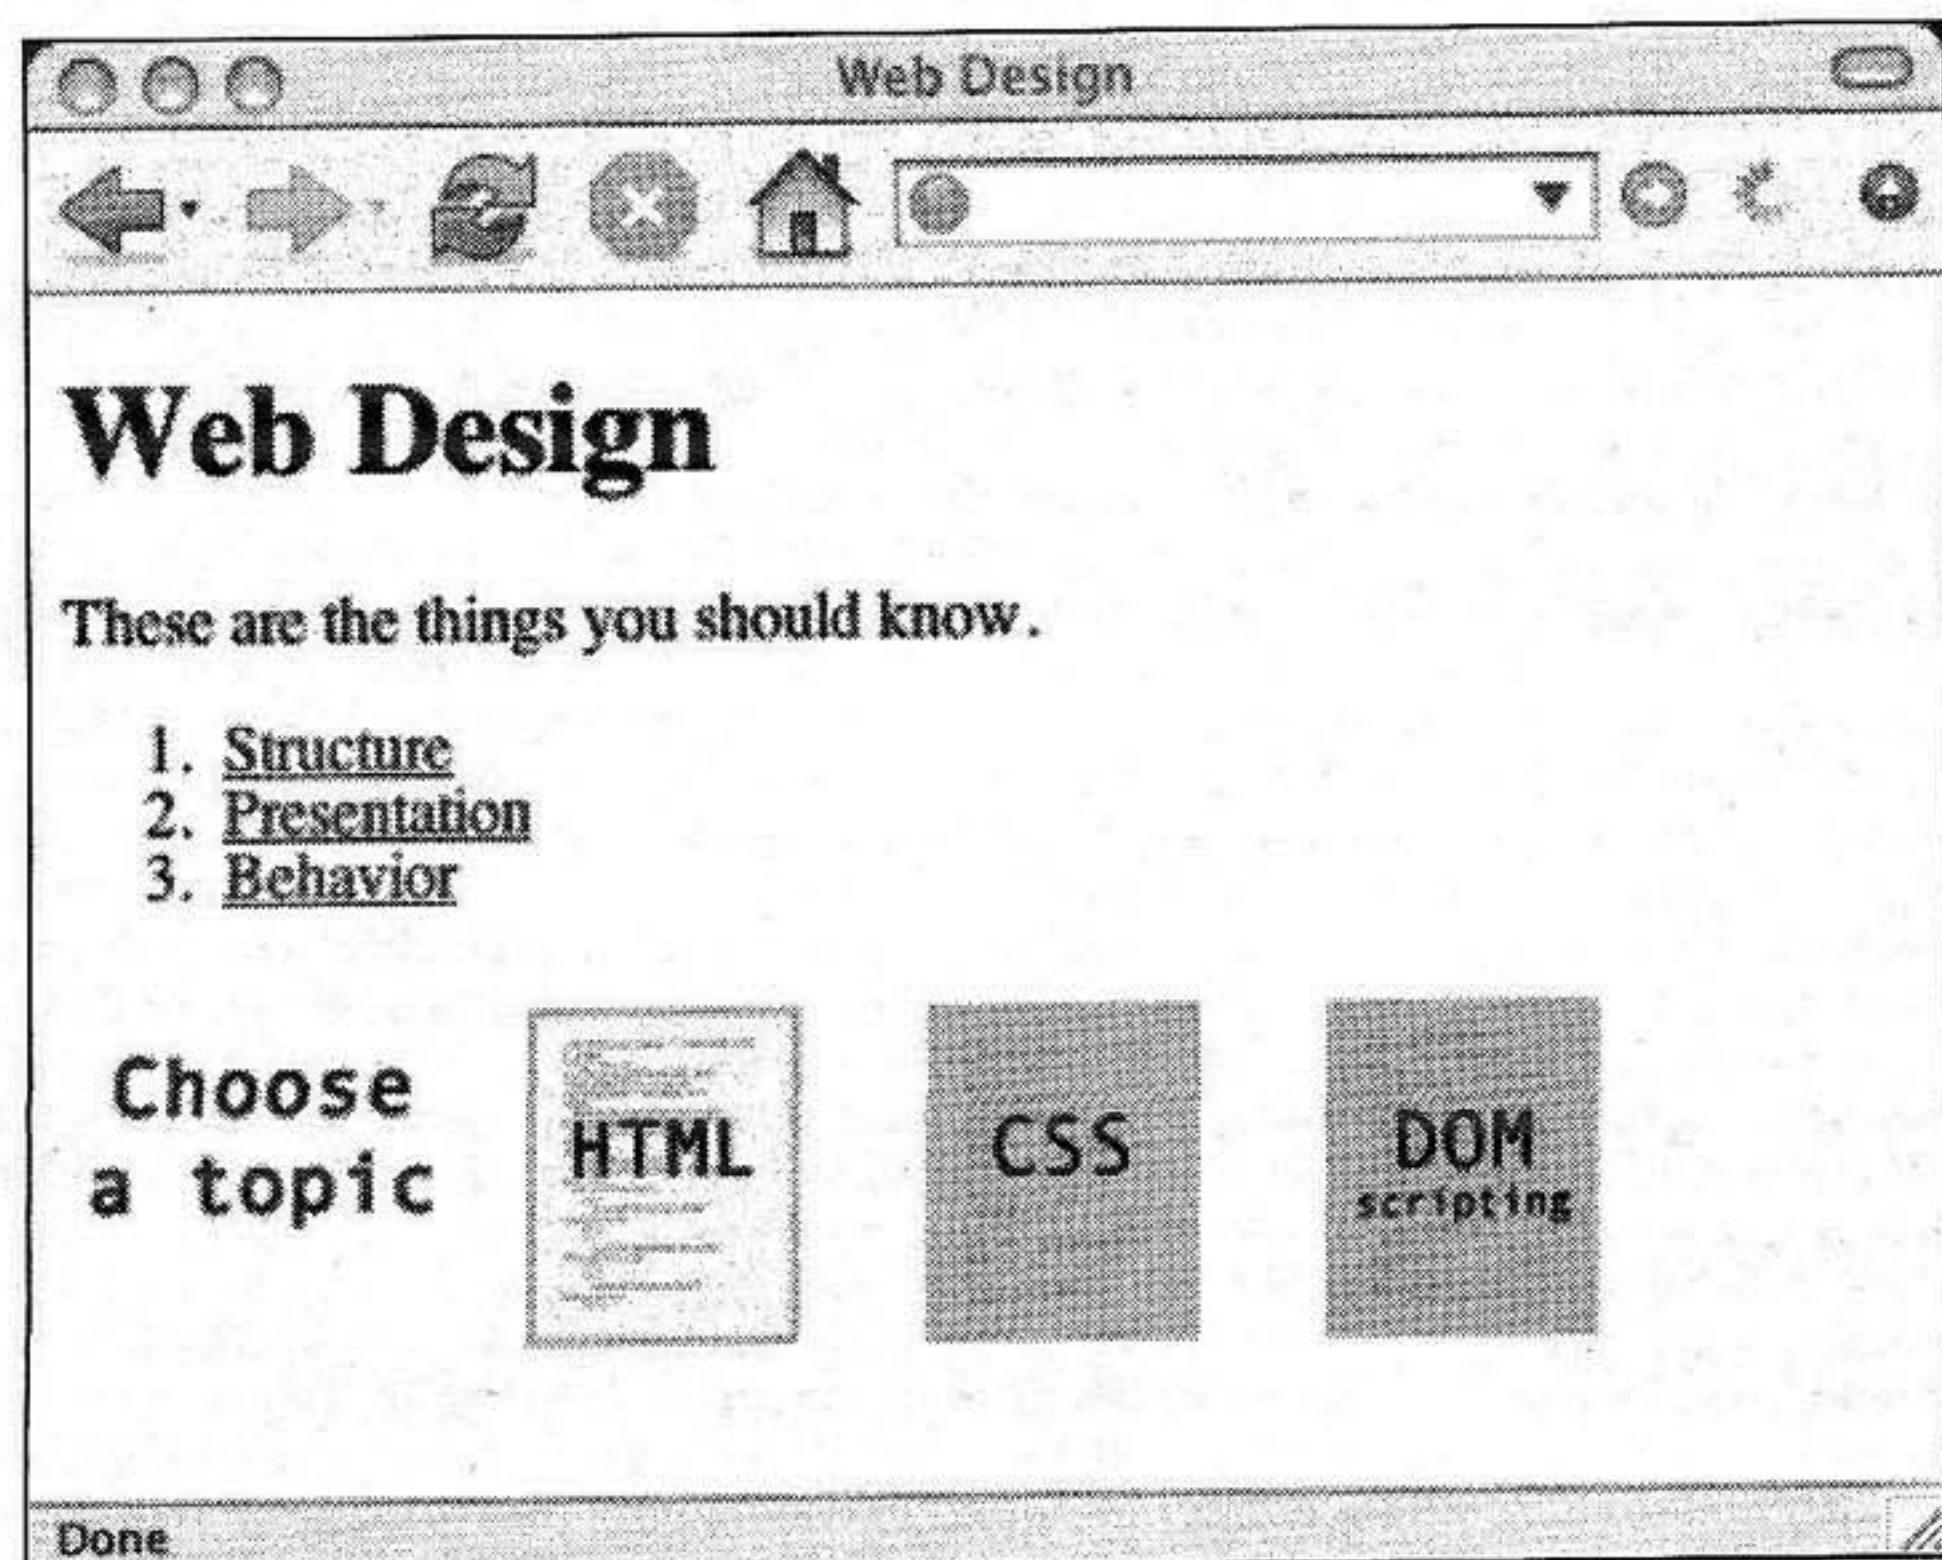 Web Design
Web Design
These are the things you should know.
1. Structure
2. Presentation
3. Behavior
Choose
a topic
HTML
CSS
DOM
scripting
Done